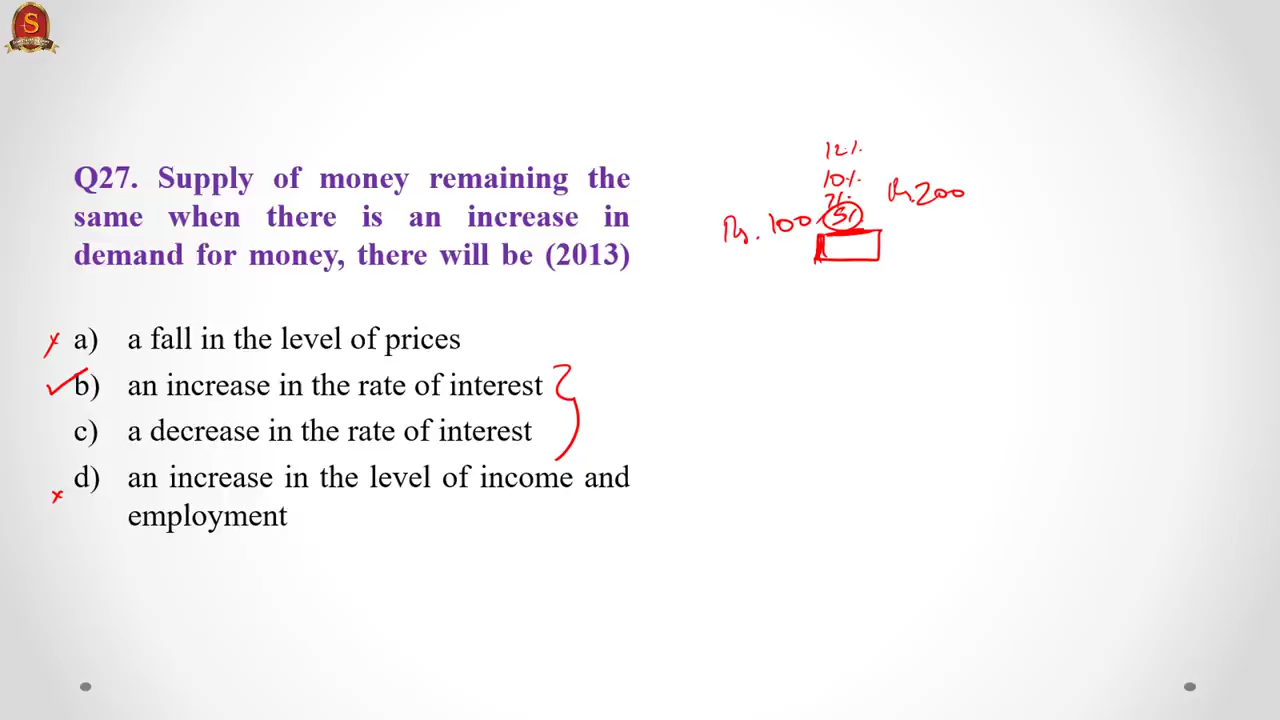 S
Q27. Supply of money remaining the
same when there is an increase in
demand for money, there will be (2013)
a) a fall in the level of prices
b) an increase in the rate of interest
c) a decrease in the rate of interest
d) an increase in the level of income and
employment
12%
10%
7%
5%
Rs. 100
Rs 200